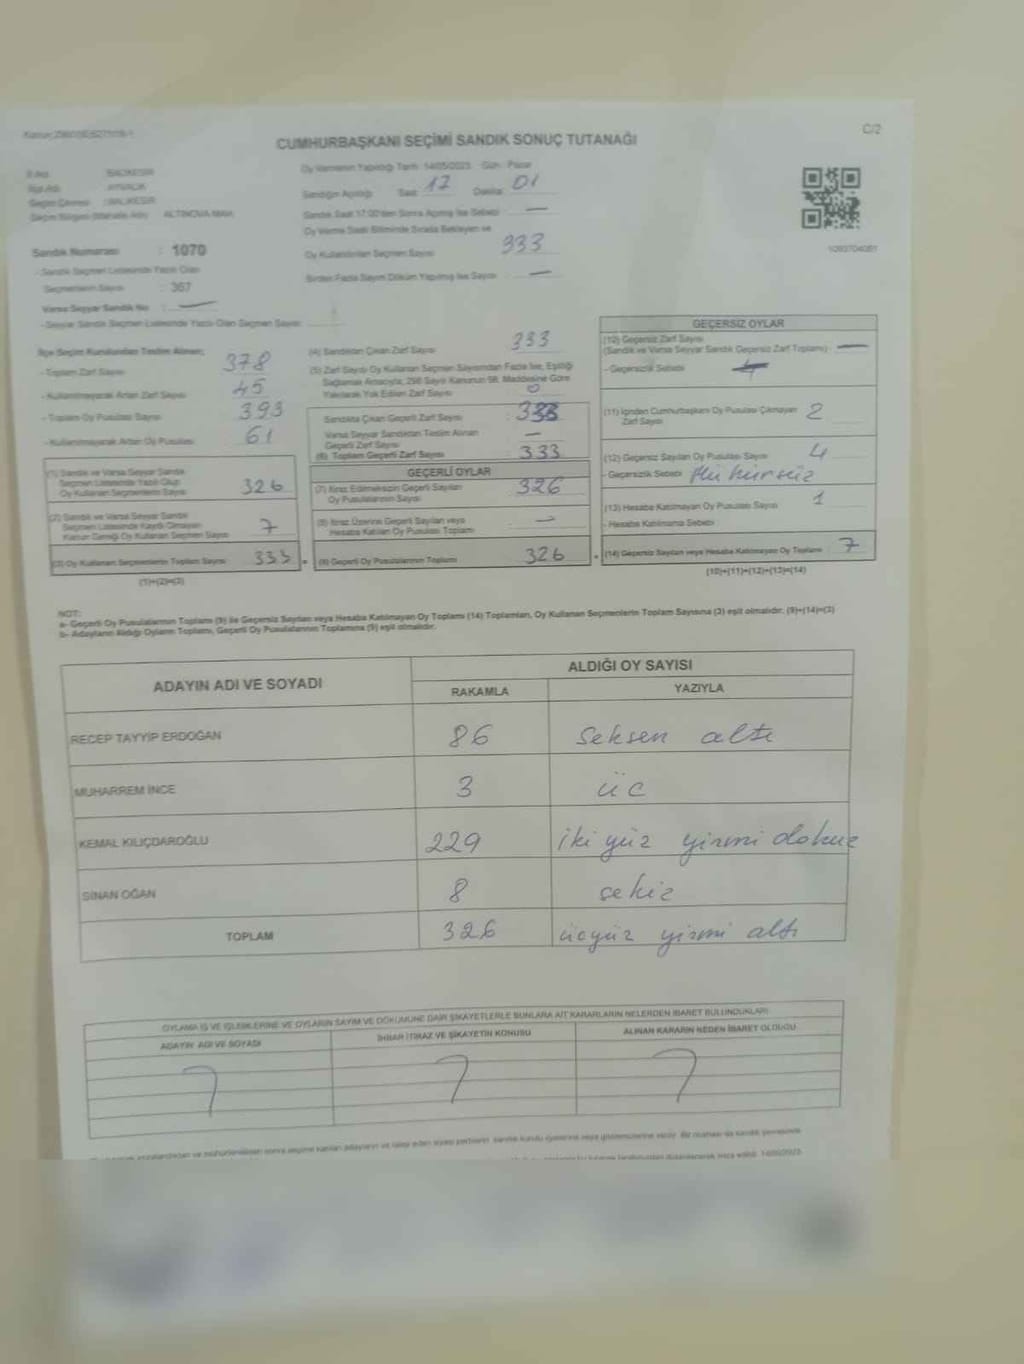 C/2
CUMHURBAŞKANI SEÇİMİ SANDIK SONUÇ TUTANAĞI
İl Adı : BALIKESİR
İlçe Adı : AYVALIK
Seçim Çevresi : BALIKESİR
Seçim Bölgesi (Mahalle Adı) : ALTINOVA MAH.
Oy Vermenin Yapıldığı Tarih : 14/05/2023 Gün : Pazar
Sandığın Açıldığı Saat : 17 Dakika : 01
Sandık Saat 17.00'den Sonra Açılmış İse Sebebi : —
Oy Verme Saati Bitiminde Sırada Bekleyen ve
Oy Kullandırılan Seçmen Sayısı : 333
Birden Fazla Sayım Döküm Yapılmış İse Sayısı : —
Sandık Numarası : 1070
- Sandık Seçmen Listesinde Yazılı Olan
Seçmenlerin Sayısı : 367
Varsa Seyyar Sandık No : —
- Seyyar Sandık Seçmen Listesinde Yazılı Olan Seçmen Sayısı :
İlçe Seçim Kurulundan Teslim Alınan;
- Toplam Zarf Sayısı : 378
- Kullanılmayarak Artan Zarf Sayısı : 45
- Toplam Oy Pusulası Sayısı : 393
- Kullanılmayarak Artan Oy Pusulası : 61
(1) Sandık ve Varsa Seyyar Sandık
Seçmen Listesinde Yazılı Olup
Oy Kullanan Seçmenlerin Sayısı 326
(2) Sandık ve Varsa Seyyar Sandık
Seçmen Listesinde Kayıtlı Olmayan
Kanun Gereği Oy Kullanan Seçmen Sayısı 7
(3) Oy Kullanan Seçmenlerin Toplam Sayısı 333
(1)+(2)=(3)
(4) Sandıktan Çıkan Zarf Sayısı : 333
(5) Zarf Sayısı Oy Kullanan Seçmen Sayısından Fazla İse, Eşitliği
Sağlamak Amacıyla, 298 Sayılı Kanunun 98. Maddesine Göre
Yakılarak Yok Edilen Zarf Sayısı : 0
Sandıkta Çıkan Geçerli Zarf Sayısı : 333
Varsa Seyyar Sandıktan Teslim Alınan
Geçerli Zarf Sayısı : —
(6) Toplam Geçerli Zarf Sayısı : 333
GEÇERLİ OYLAR
(7) İtiraz Edilmeksizin Geçerli Sayılan
Oy Pusulalarının Sayısı : 326
(8) İtiraz Üzerine Geçerli Sayılan veya
Hesaba Katılan Oy Pusulası Toplamı : —
(9) Geçerli Oy Pusulalarının Toplamı : 326
GEÇERSİZ OYLAR
(10) Geçersiz Zarf Sayısı
(Sandık ve Varsa Seyyar Sandık Geçersiz Zarf Toplamı) : —
- Geçersizlik Sebebi :
(11) İçinden Cumhurbaşkanı Oy Pusulası Çıkmayan
Zarf Sayısı : 2
(12) Geçersiz Sayılan Oy Pusulası Sayısı : 4
- Geçersizlik Sebebi : Mühürsüz
(13) Hesaba Katılmayan Oy Pusulası Sayısı : 1
- Hesaba Katılmama Sebebi :
(14) Geçersiz Sayılan veya Hesaba Katılmayan Oy Toplamı : 7
(10)+(11)+(12)+(13)=(14)
NOT:
a- Geçerli Oy Pusulalarının Toplamı (9) ile Geçersiz Sayılan veya Hesaba Katılmayan Oy Toplamı (14) Toplamları, Oy Kullanan Seçmenlerin Toplam Sayısına (3) eşit olmalıdır. (9)+(14)=(3)
b- Adayların Aldığı Oyların Toplamı, Geçerli Oy Pusulalarının Toplamına (9) eşit olmalıdır.
ADAYIN ADI VE SOYADI ALDIĞI OY SAYISI
RAKAMLA YAZIYLA
RECEP TAYYİP ERDOĞAN 86 Seksen altı
MUHARREM İNCE 3 üc
KEMAL KILIÇDAROĞLU 229 iki yüz yirmi dokuz
SİNAN OĞAN 8 sekiz
TOPLAM 326 ücyüz yirmi altı
OYLAMA İŞ VE İŞLEMLERİNE VE OYLARIN SAYIM VE DÖKÜMÜNE DAİR ŞİKAYETLERLE BUNLARA AİT KARARLARIN NELERDEN İBARET BULUNDUKLARI
ADAYIN ADI VE SOYADI İHBAR İTİRAZ VE ŞİKAYETİN KONUSU ALINAN KARARIN NEDEN İBARET OLDUĞU